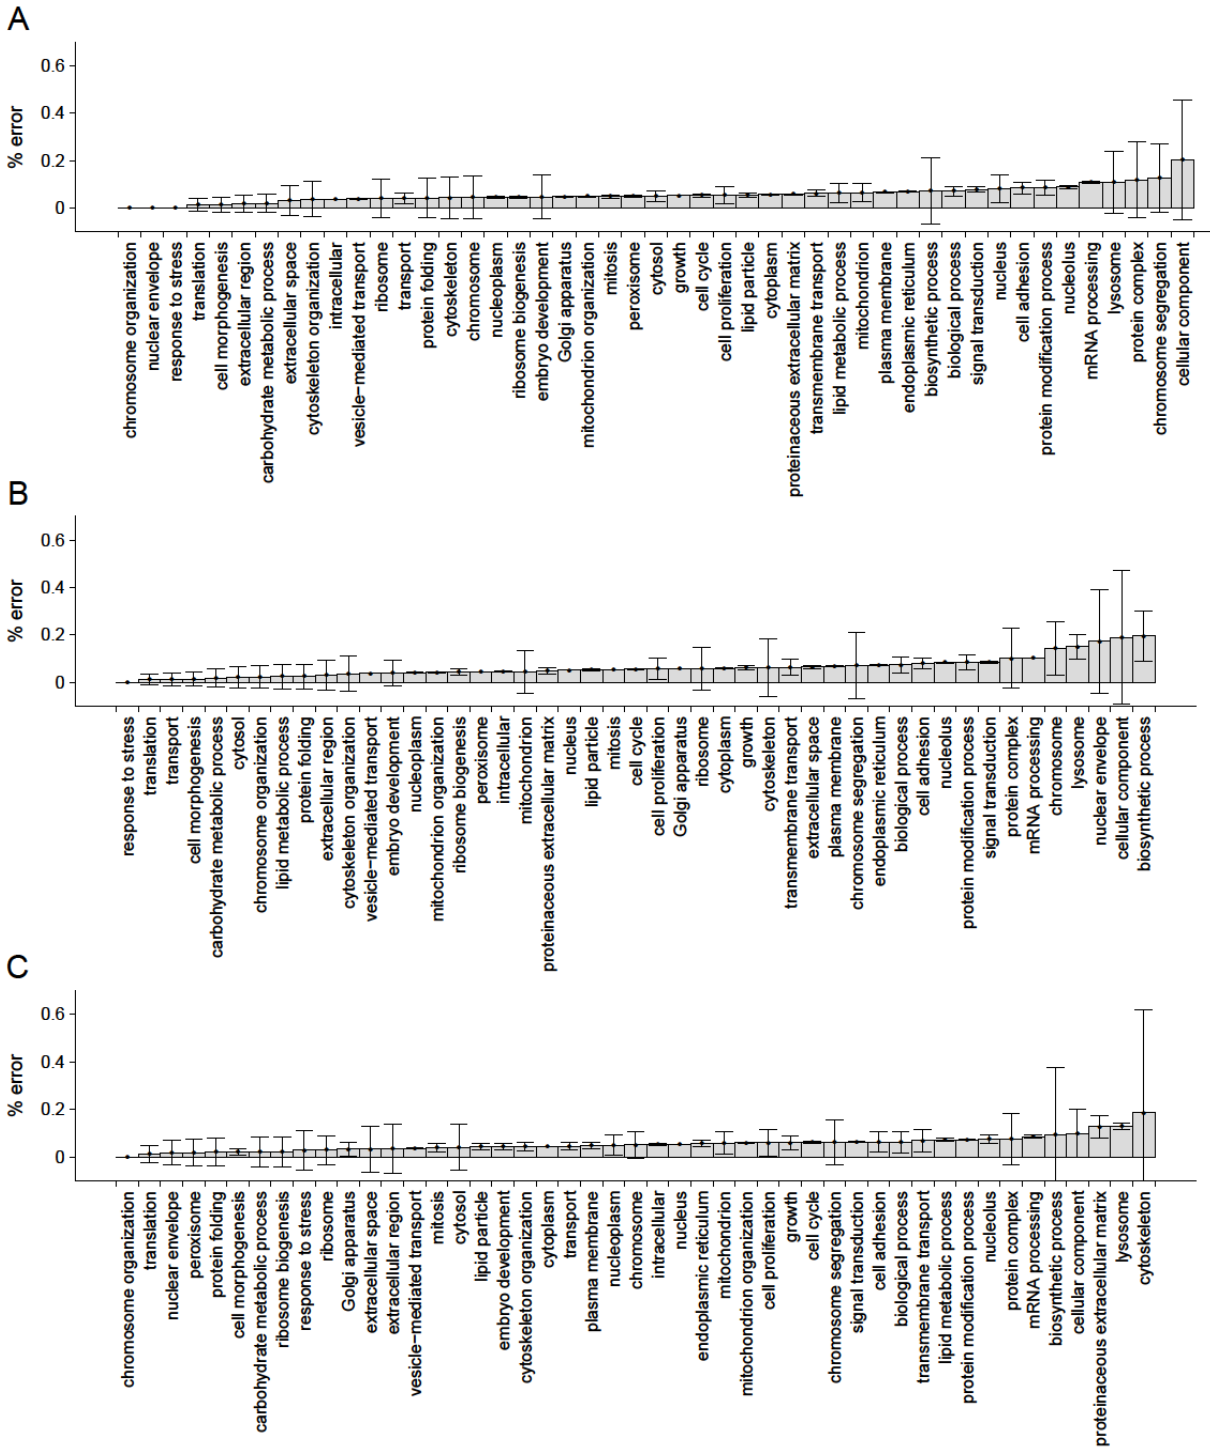 A
% error
0.6
0.4
0.2
0
chromosome organization
nuclear envelope
response to stress
translation
cell morphogenesis
extracellular region
carbohydrate metabolic process
extracellular space
cytoskeleton organization
intracellular
vesicle−mediated transport
ribosome
transport
protein folding
cytoskeleton
chromosome
nucleoplasm
ribosome biogenesis
embryo development
Golgi apparatus
mitochondrion organization
mitosis
peroxisome
cytosol
growth
cell cycle
cell proliferation
lipid particle
cytoplasm
proteinaceous extracellular matrix
transmembrane transport
lipid metabolic process
mitochondrion
plasma membrane
endoplasmic reticulum
biosynthetic process
biological process
signal transduction
nucleus
cell adhesion
protein modification process
nucleolus
mRNA processing
lysosome
protein complex
chromosome segregation
cellular component
B
% error
0.6
0.4
0.2
0
response to stress
translation
transport
cell morphogenesis
carbohydrate metabolic process
cytosol
chromosome organization
lipid metabolic process
protein folding
extracellular region
cytoskeleton organization
vesicle−mediated transport
embryo development
nucleoplasm
mitochondrion organization
ribosome biogenesis
peroxisome
intracellular
mitochondrion
proteinaceous extracellular matrix
nucleus
lipid particle
mitosis
cell cycle
cell proliferation
Golgi apparatus
ribosome
cytoplasm
growth
cytoskeleton
transmembrane transport
extracellular space
plasma membrane
chromosome segregation
endoplasmic reticulum
biological process
cell adhesion
nucleolus
protein modification process
signal transduction
protein complex
mRNA processing
chromosome
lysosome
nuclear envelope
cellular component
biosynthetic process
C
% error
0.6
0.4
0.2
0
chromosome organization
translation
nuclear envelope
peroxisome
protein folding
cell morphogenesis
carbohydrate metabolic process
ribosome biogenesis
response to stress
ribosome
Golgi apparatus
extracellular space
extracellular region
vesicle−mediated transport
mitosis
cytosol
lipid particle
embryo development
cytoskeleton organization
cytoplasm
transport
plasma membrane
nucleoplasm
chromosome
intracellular
nucleus
endoplasmic reticulum
mitochondrion
mitochondrion organization
cell proliferation
growth
cell cycle
chromosome segregation
signal transduction
cell adhesion
biological process
transmembrane transport
lipid metabolic process
protein modification process
nucleolus
protein complex
mRNA processing
biosynthetic process
cellular component
proteinaceous extracellular matrix
lysosome
cytoskeleton